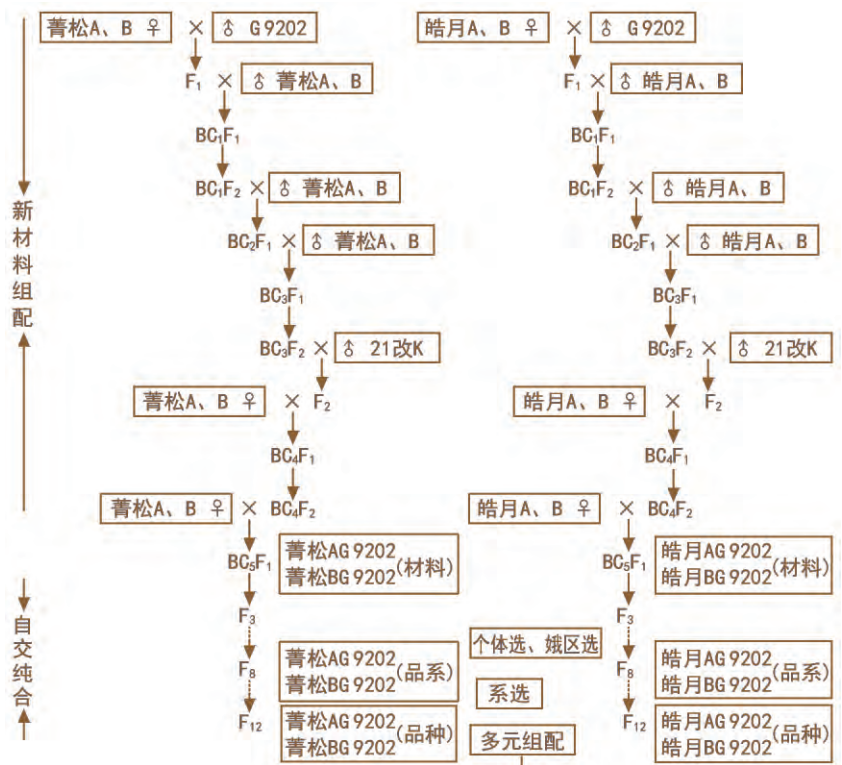 菁松A、B ♀ × ♂ G9202 皓月A、B ♀ × ♂ G9202
F₁ × ♂ 菁松A、B F₁ × ♂ 皓月A、B
BC₁F₁ BC₁F₁
BC₁F₂ × ♂ 菁松A、B BC₁F₂ × ♂ 皓月A、B
BC₂F₁ × ♂ 菁松A、B BC₂F₁ × ♂ 皓月A、B
新材料组配
BC₃F₁ BC₃F₁
BC₃F₂ × ♂ 21改K BC₃F₂ × ♂ 21改K
菁松A、B ♀ × F₂ 皓月A、B ♀ × F₂
BC₄F₁ BC₄F₁
菁松A、B ♀ × BC₄F₂ 皓月A、B ♀ × BC₄F₂
BC₅F₁ 菁松AG9202 菁松BG9202 (材料) BC₅F₁ 皓月AG9202 皓月BG9202 (材料)
自交纯合
F₃ F₃
个体选、娥区选
F₈ 菁松AG9202 菁松BG9202 (品系) F₈ 皓月AG9202 皓月BG9202 (品系)
系选
F₁₂ 菁松AG9202 菁松BG9202 (品种) F₁₂ 皓月AG9202 皓月BG9202 (品种)
多元组配